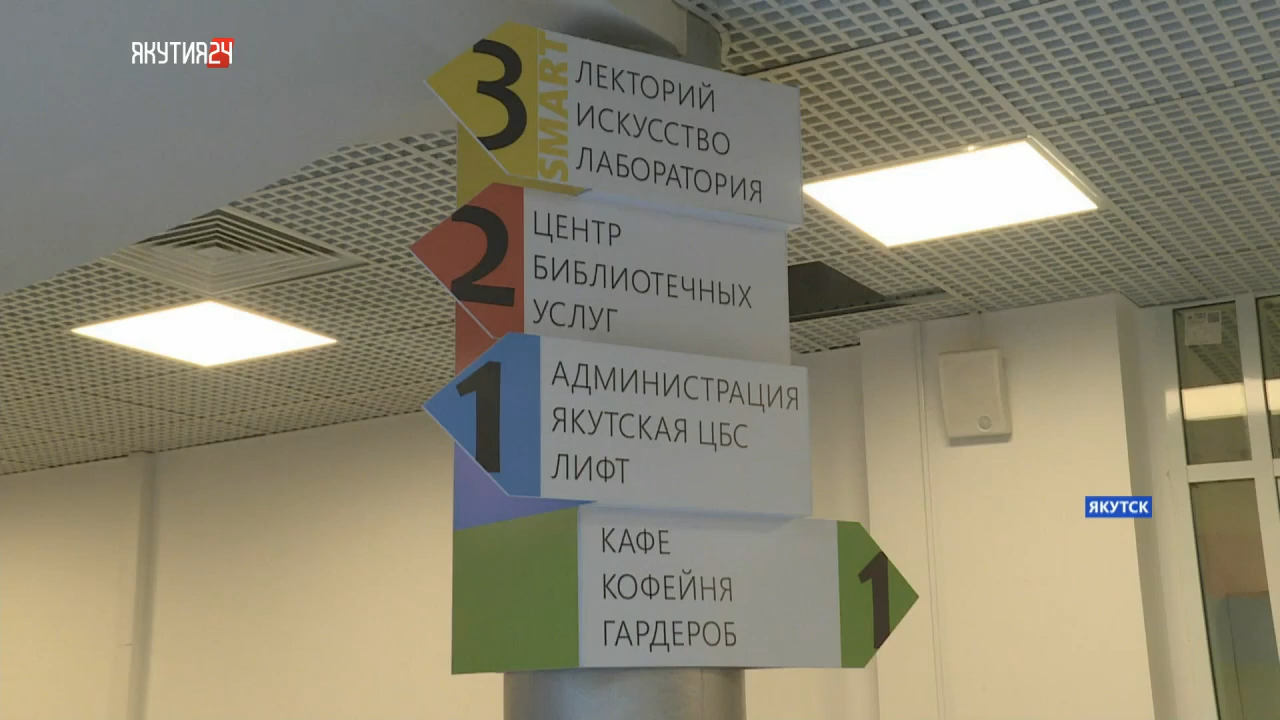 ЯКУТИЯ24
3
SMART
ЛЕКТОРИЙ
ИСКУССТВО
ЛАБОРАТОРИЯ
2
ЦЕНТР
БИБЛИОТЕЧНЫХ
УСЛУГ
1
АДМИНИСТРАЦИЯ
ЯКУТСКАЯ ЦБС
ЛИФТ
КАФЕ
КОФЕЙНЯ
ГАРДЕРОБ
1
ЯКУТСК